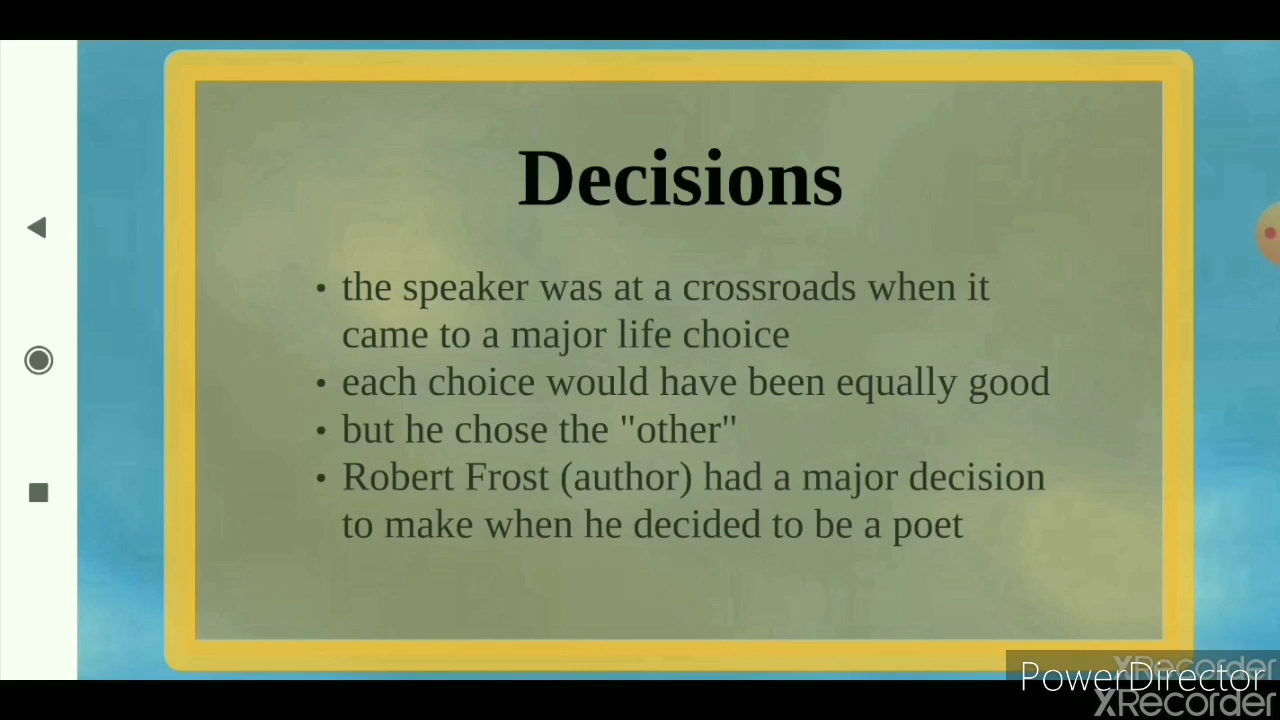 Decisions
• the speaker was at a crossroads when it
came to a major life choice
• each choice would have been equally good
• but he chose the "other"
• Robert Frost (author) had a major decision
to make when he decided to be a poet
XRecorder
PowerDirector
XRecorder